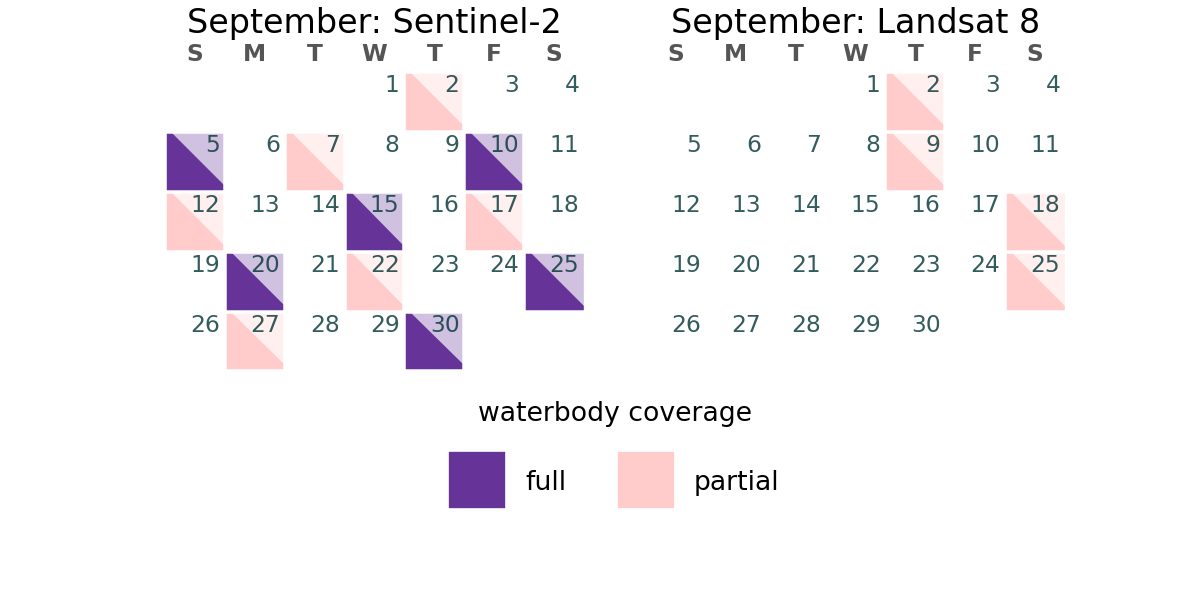 September: Sentinel-2
S M T W T F S
1 2 3 4
5 6 7 8 9 10 11
12 13 14 15 16 17 18
19 20 21 22 23 24 25
26 27 28 29 30
September: Landsat 8
S M T W T F S
1 2 3 4
5 6 7 8 9 10 11
12 13 14 15 16 17 18
19 20 21 22 23 24 25
26 27 28 29 30
waterbody coverage
full partial